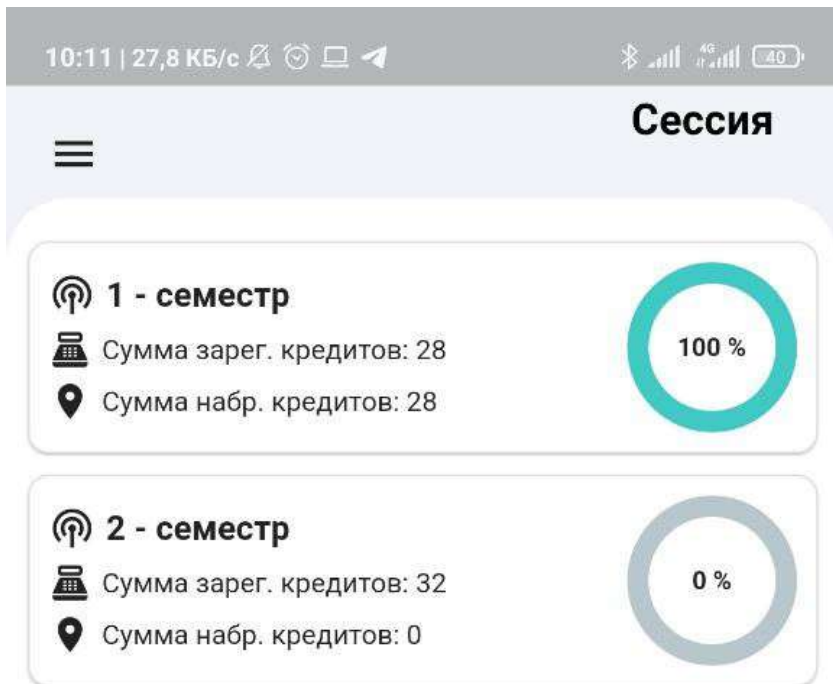 10:11 | 27,8 КБ/с
4G
40
Сессия
1 - семестр
Сумма зарег. кредитов: 28
Сумма набр. кредитов: 28
100 %
2 - семестр
Сумма зарег. кредитов: 32
Сумма набр. кредитов: 0
0 %